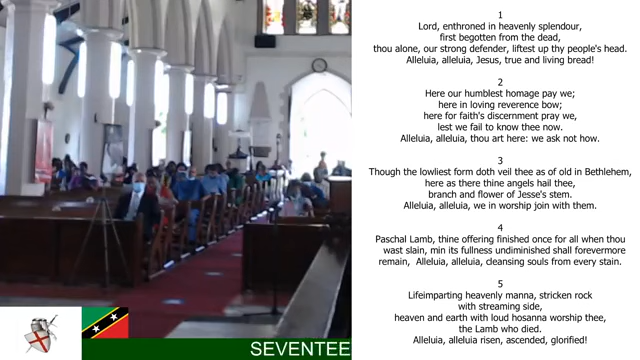 1
Lord, enthroned in heavenly splendour,
first begotten from the dead,
thou alone, our strong defender, liftest up thy people's head.
Alleluia, alleluia, Jesus, true and living bread!
2
Here our humblest homage pay we;
here in loving reverence bow;
here for faith's discernment pray we,
lest we fail to know thee now.
Alleluia, alleluia, thou art here: we ask not how.
3
Though the lowliest form doth veil thee as of old in Bethlehem,
here as there thine angels hail thee,
branch and flower of Jesse's stem.
Alleluia, alleluia, we in worship join with them.
4
Paschal Lamb, thine offering finished once for all when thou
wast slain, min its fullness undiminished shall forevermore
remain, Alleluia, alleluia, cleansing souls from every stain.
5
Lifeimparting heavenly manna, stricken rock
with streaming side,
heaven and earth with loud hosanna worship thee,
the Lamb who died.
Alleluia, alleluia risen, ascended, glorified!
SEVENTEE